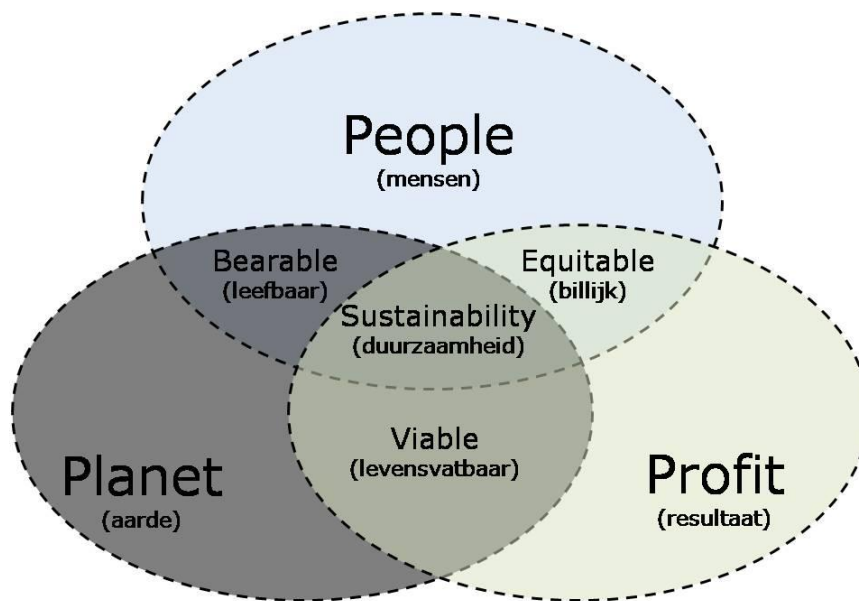 People
(mensen)
Bearable
(leefbaar)
Equitable
(billijk)
Sustainability
(duurzaamheid)
Viable
(levensvatbaar)
Planet
(aarde)
Profit
(resultaat)